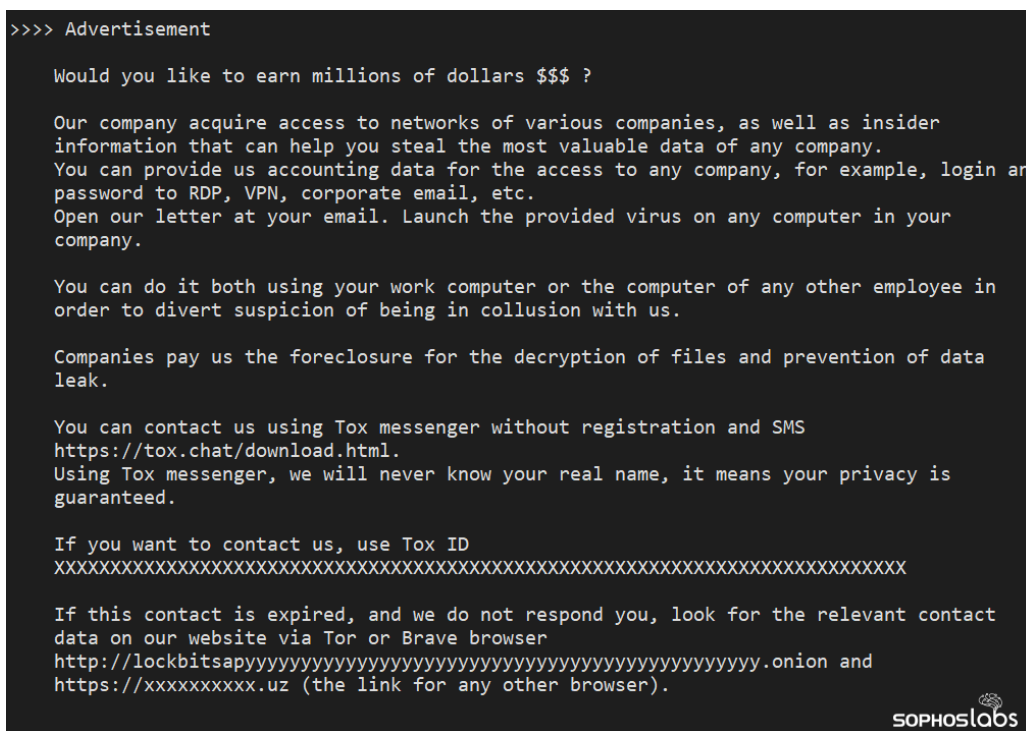 >>>> Advertisement
Would you like to earn millions of dollars $$$ ?
Our company acquire access to networks of various companies, as well as insider
information that can help you steal the most valuable data of any company.
You can provide us accounting data for the access to any company, for example, login an
password to RDP, VPN, corporate email, etc.
Open our letter at your email. Launch the provided virus on any computer in your
company.
You can do it both using your work computer or the computer of any other employee in
order to divert suspicion of being in collusion with us.
Companies pay us the foreclosure for the decryption of files and prevention of data
leak.
You can contact us using Tox messenger without registration and SMS
https://tox.chat/download.html.
Using Tox messenger, we will never know your real name, it means your privacy is
guaranteed.
If you want to contact us, use Tox ID
XXXXXXXXXXXXXXXXXXXXXXXXXXXXXXXXXXXXXXXXXXXXXXXXXXXXXXXXXXXXXXXXXXXXXXXXXXXX
If this contact is expired, and we do not respond you, look for the relevant contact
data on our website via Tor or Brave browser
http://lockbitsapyyyyyyyyyyyyyyyyyyyyyyyyyyyyyyyyyyyyyyyyyyyyyy.onion and
https://xxxxxxxxxx.uz (the link for any other browser).
SOPHOSlabs